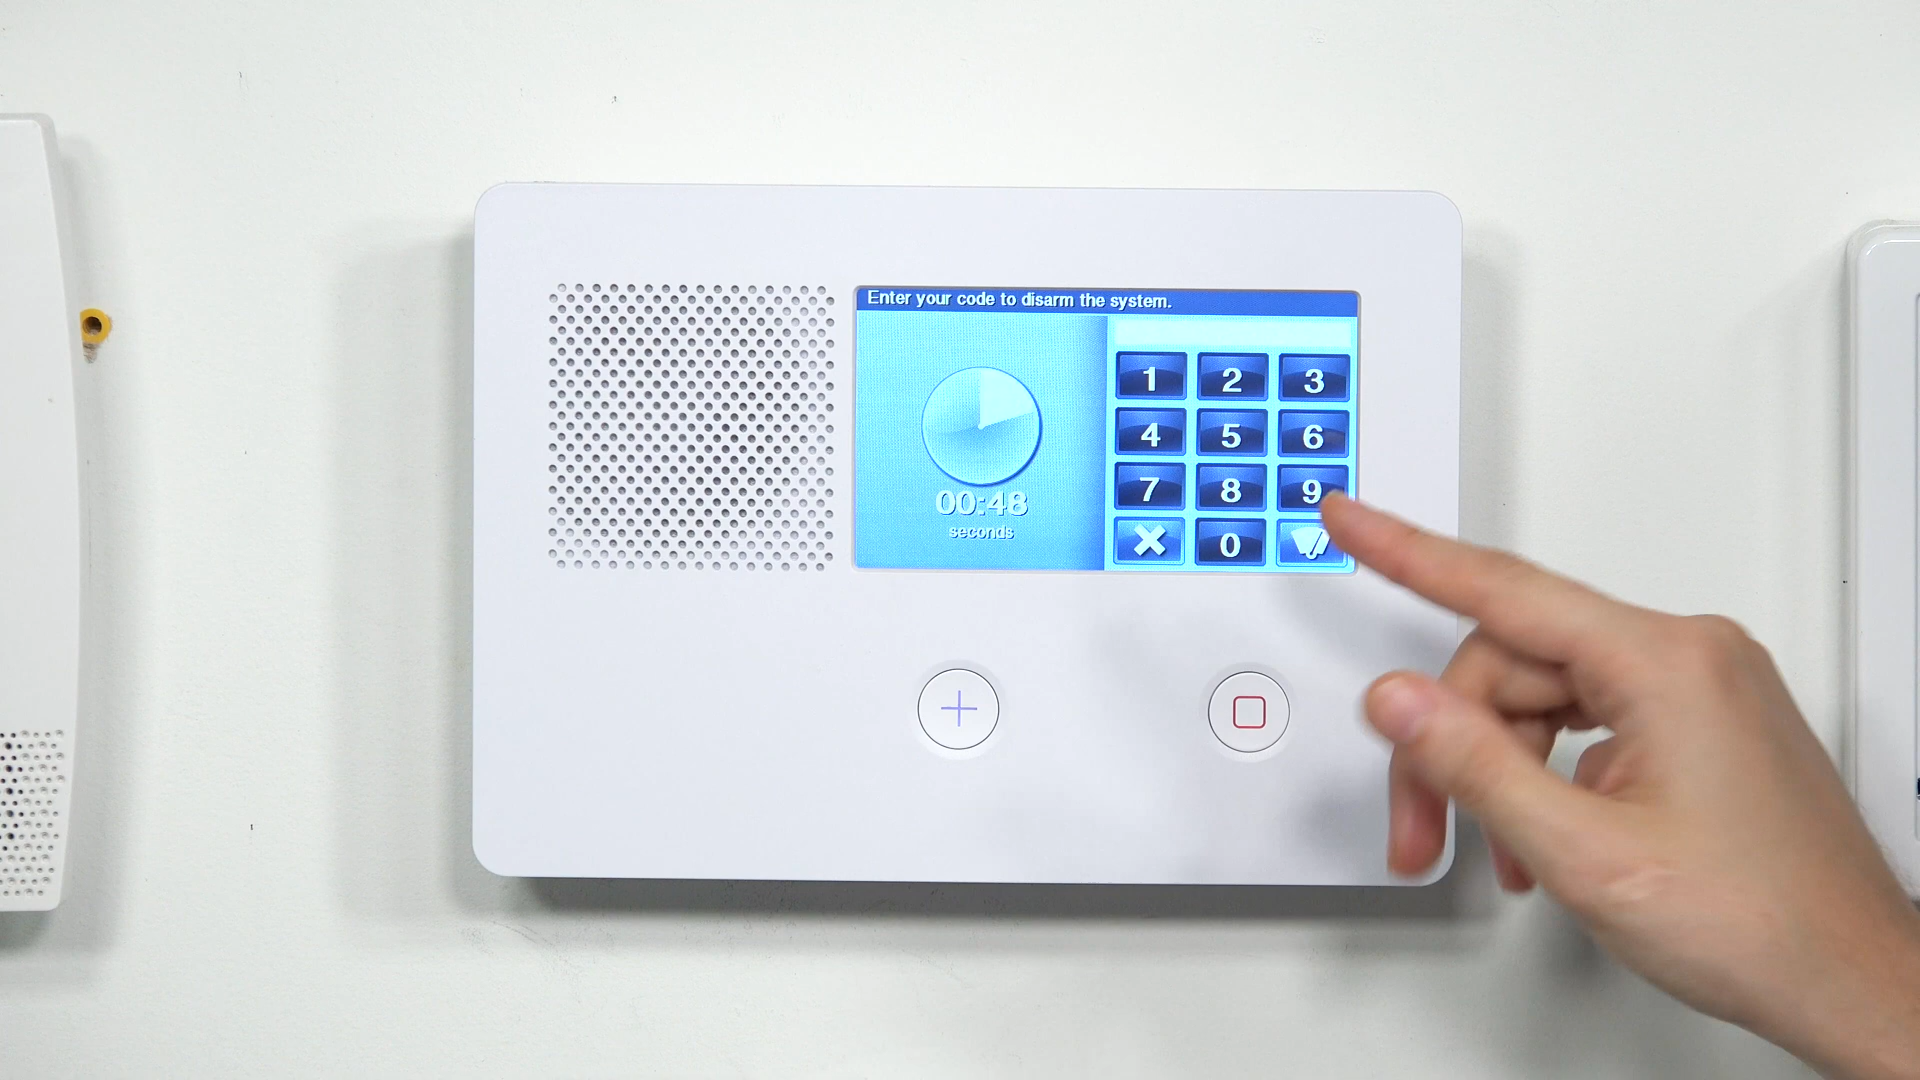 Enter your code to disarm the system.
1 2 3
4 5 6
7 8 9
0
00:48
seconds